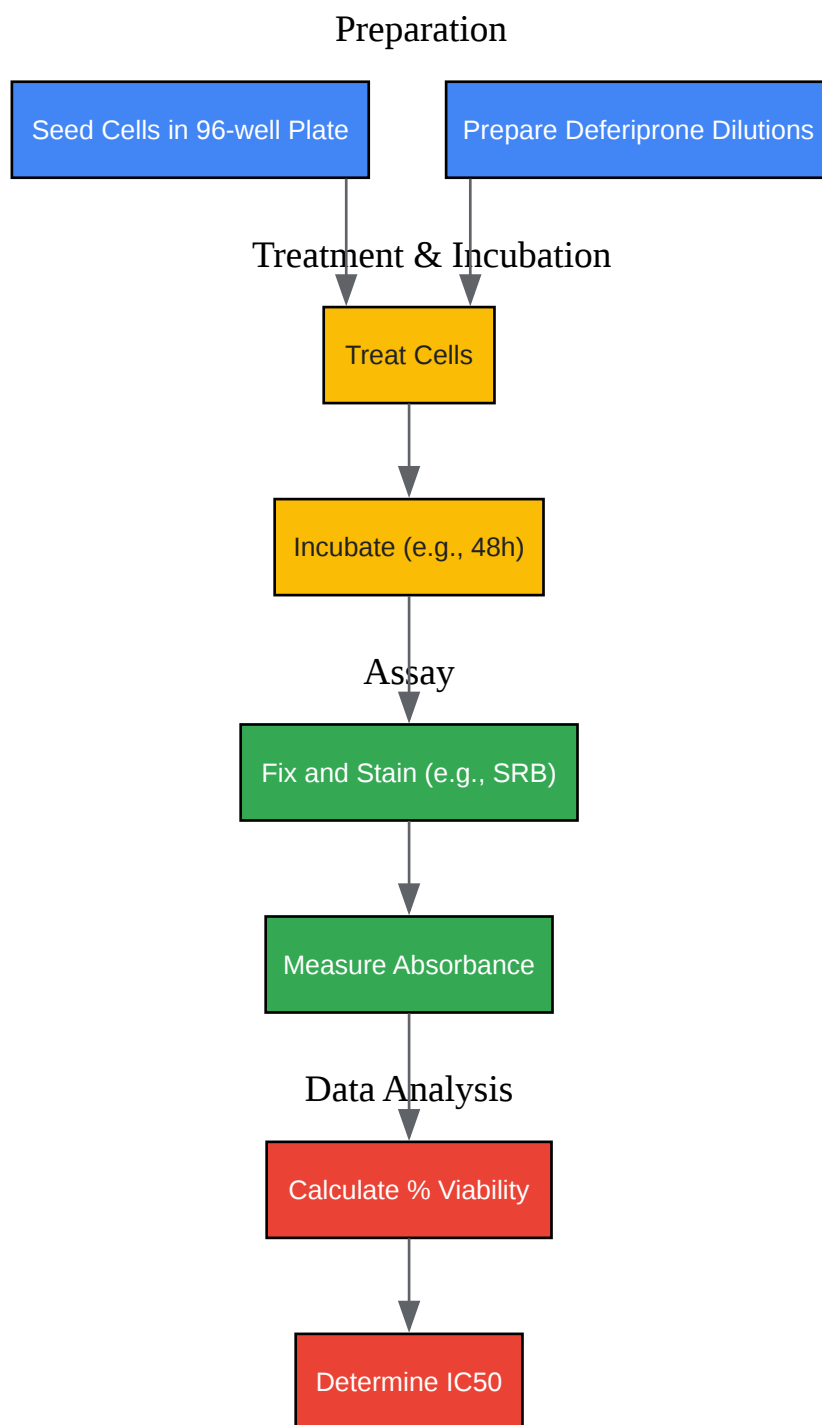 Preparation
Seed Cells in 96-well Plate
Prepare Deferiprone Dilutions
Treatment & Incubation
Treat Cells
Incubate (e.g., 48h)
Assay
Fix and Stain (e.g., SRB)
Measure Absorbance
Data Analysis
Calculate % Viability
Determine IC50